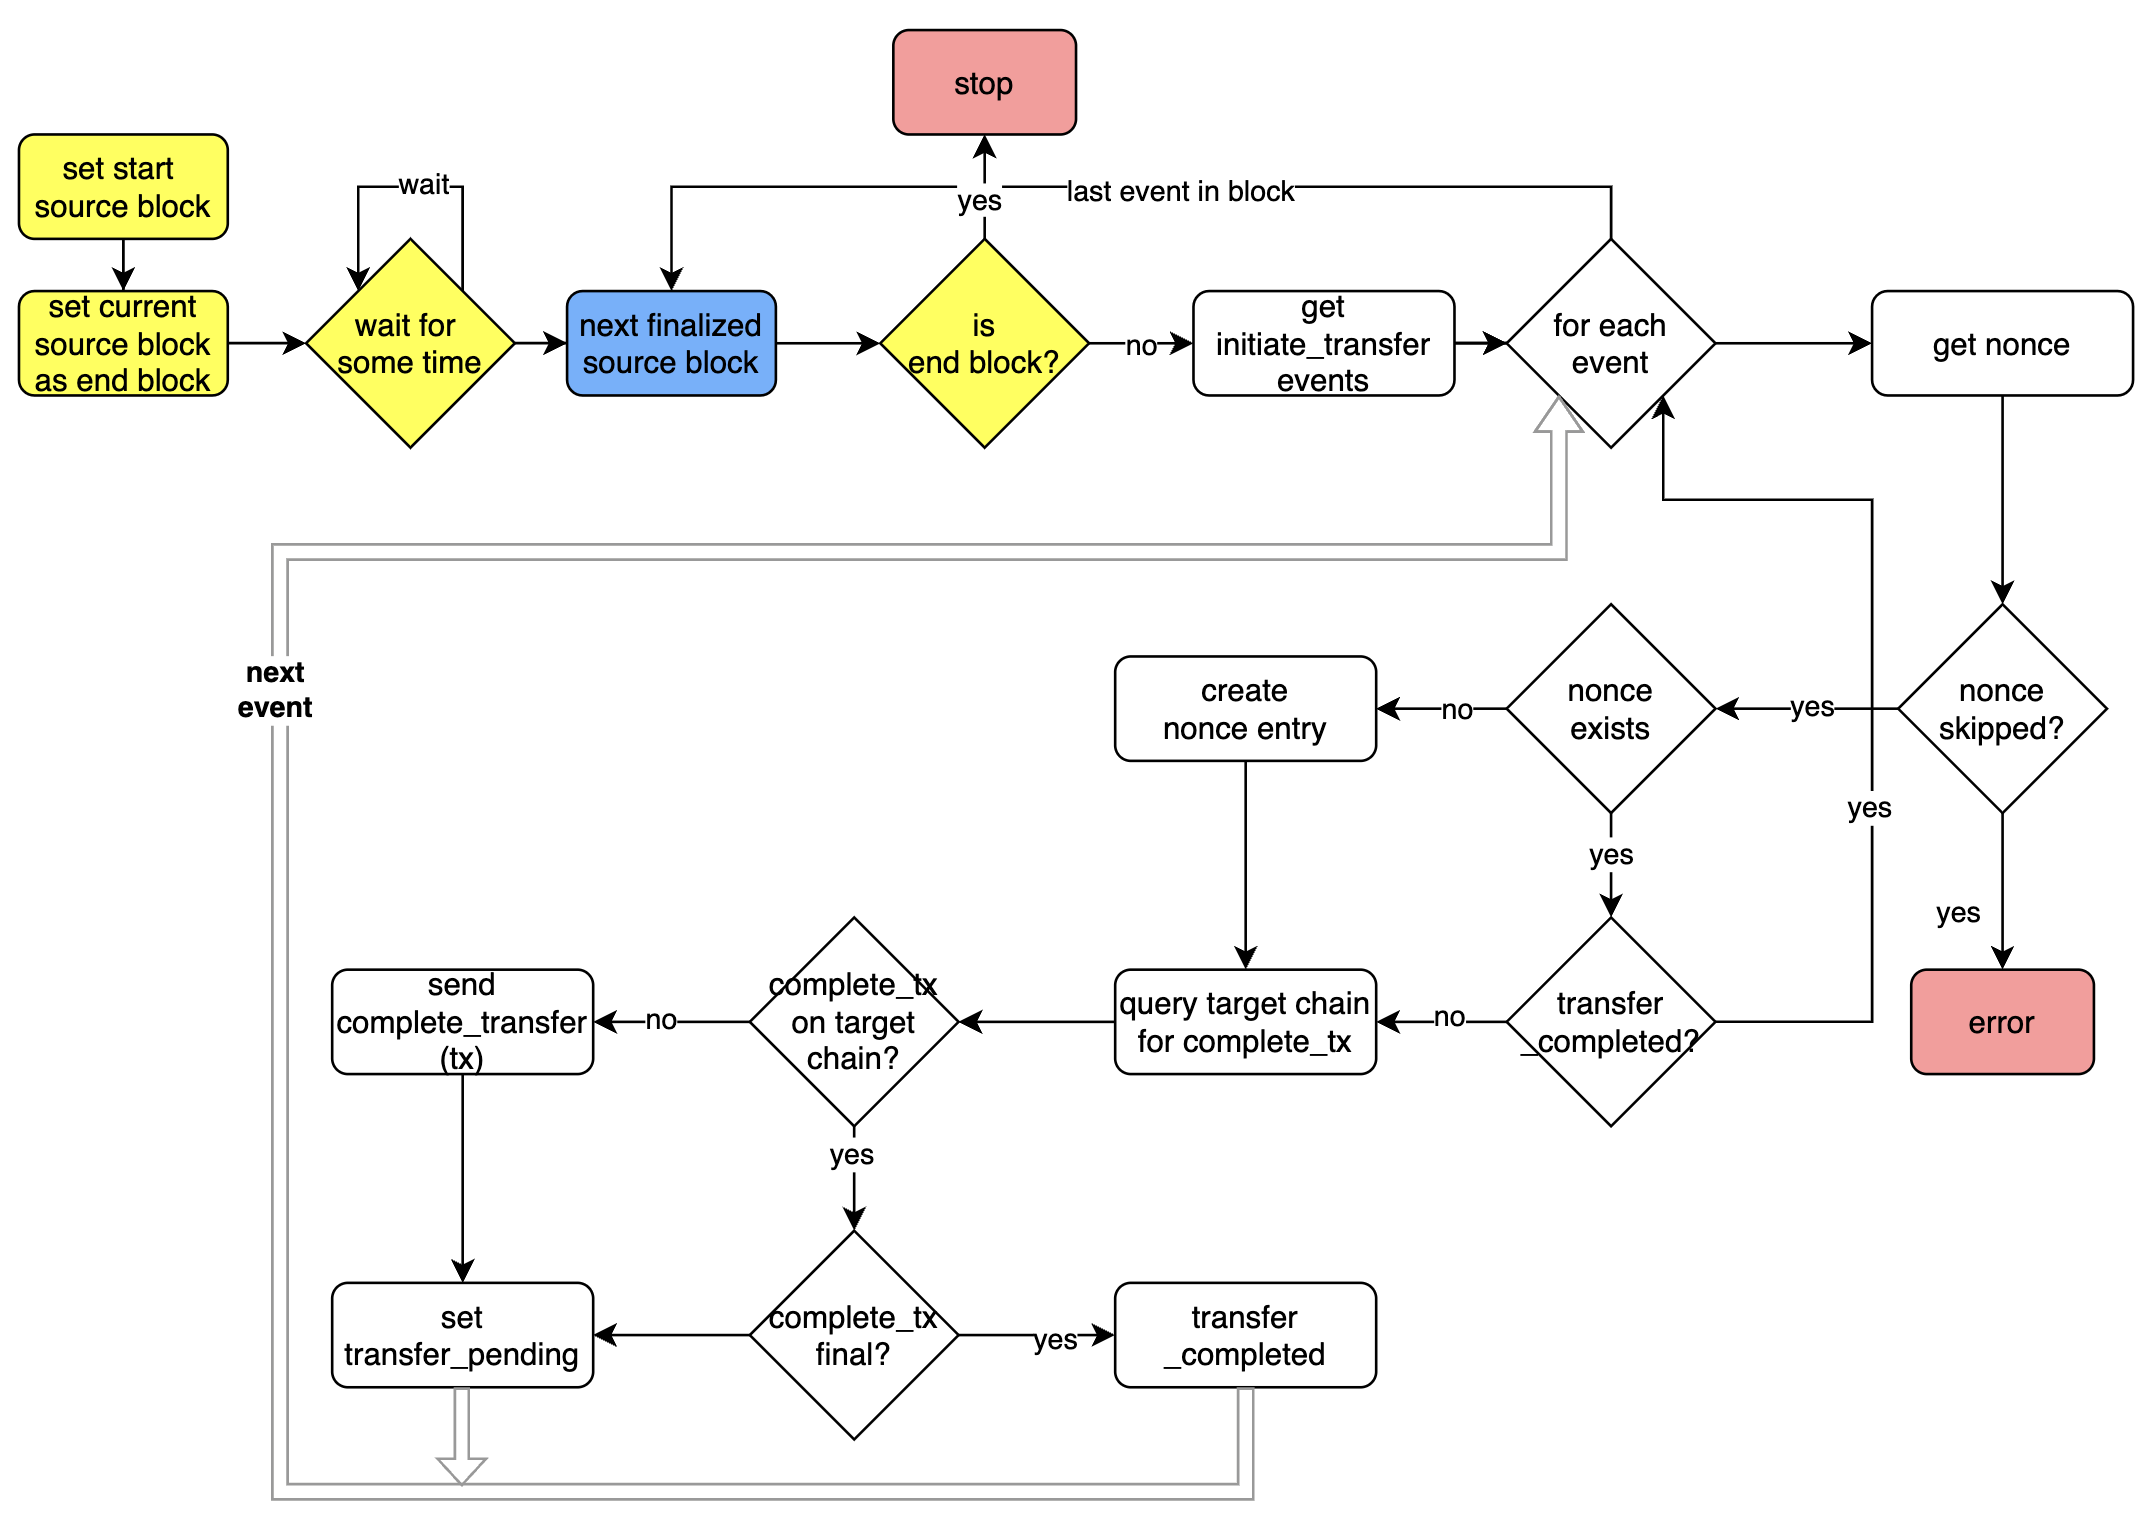 stop
set start
source block
wait
yes
last event in block
set current
source block
as end block
wait for
some time
next finalized
source block
is
end block?
no
get
initiate_transfer
events
for each
event
get nonce
next
event
create
nonce entry
no
nonce
exists
yes
nonce
skipped?
yes
yes
yes
send
complete_transfer
(tx)
no
complete_tx
on target
chain?
query target chain
for complete_tx
no
transfer
_completed?
error
yes
set
transfer_pending
complete_tx
final?
yes
transfer
_completed